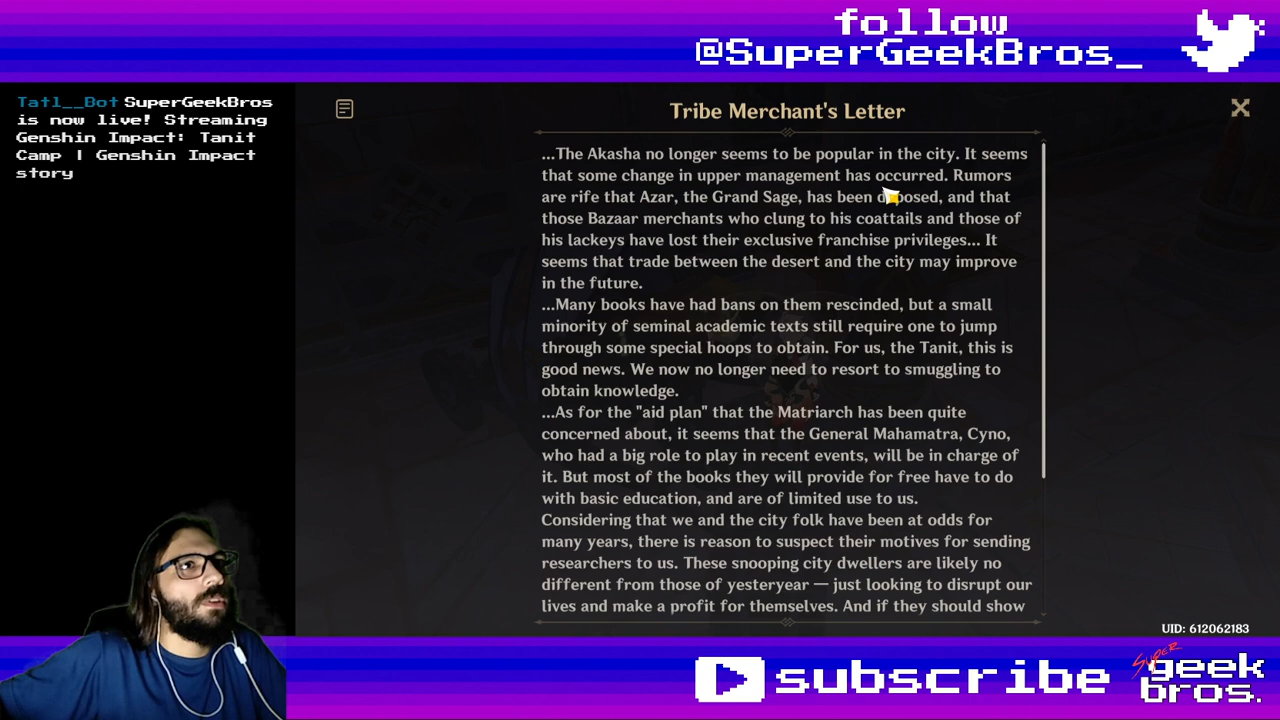 follow
@SuperGeekBros_
Tatl__Bot SuperGeekBros
is now live! Streaming
Genshin Impact: Tanit
Camp | Genshin Impact
story
Tribe Merchant's Letter
...The Akasha no longer seems to be popular in the city. It seems
that some change in upper management has occurred. Rumors
are rife that Azar, the Grand Sage, has been deposed, and that
those Bazaar merchants who clung to his coattails and those of
his lackeys have lost their exclusive franchise privileges... It
seems that trade between the desert and the city may improve
in the future.
...Many books have had bans on them rescinded, but a small
minority of seminal academic texts still require one to jump
through some special hoops to obtain. For us, the Tanit, this is
good news. We now no longer need to resort to smuggling to
obtain knowledge.
...As for the "aid plan" that the Matriarch has been quite
concerned about, it seems that the General Mahamatra, Cyno,
who had a big role to play in recent events, will be in charge of
it. But most of the books they will provide for free have to do
with basic education, and are of limited use to us.
Considering that we and the city folk have been at odds for
many years, there is reason to suspect their motives for sending
researchers to us. These snooping city dwellers are likely no
different from those of yesteryear — just looking to disrupt our
lives and make a profit for themselves. And if they should show
UID: 612062183
subscribe
SUPER
geek
bros.